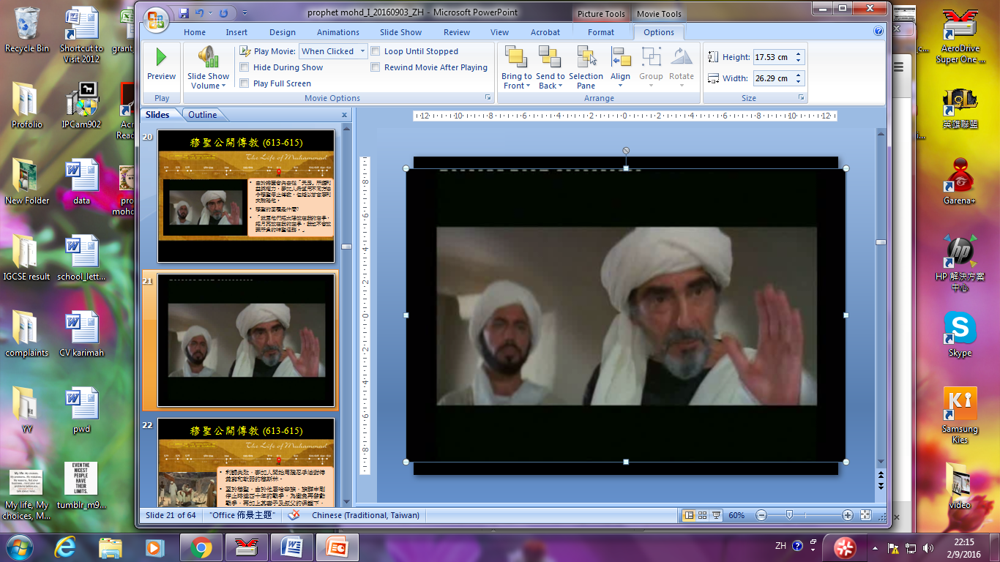 prophet mohd_I_20121203_ZH - Microsoft PowerPoint
Picture Tools
Movie Tools
Home
Insert
Design
Animations
Slide Show
Review
View
Acrobat
Format
Options
Preview
Play
Slide Show
Volume
Play Movie:
When Clicked
Hide During Show
Play Full Screen
Loop Until Stopped
Rewind Movie After Playing
Movie Options
Bring to
Front
Send to
Back
Selection
Pane
Align
Group
Rotate
Arrange
Height:
17.53 cm
Width:
26.29 cm
Size
Slides
Outline
20
穆聖公開傳教 (613-615)
The Life of Muhammad
21
22
穆聖公開傳教 (613-615)
The Life of Muhammad
Slide 21 of 64
"Office 佈景主題"
Chinese (Traditional, Taiwan)
60%
Recycle Bin
Shortcut to
Visit 2012
grant
Profolio
IPCam902
New Folder
data
IGCSE result
school_lett...
complaints
CV karimah
YY
pwd
EVEN THE
NICEST
PEOPLE
HAVE
THEIR
LIMITS.
My life, My
choices, M...
tumblr_m9...
AeroDrive
Super One ...
英雄聯盟
Garena+
HP 解決方案
中心
Skype
Samsung
Kies
video
ZH
22:15
2/9/2016